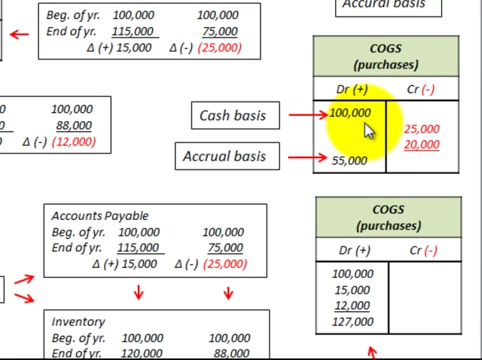 Accural basis
Beg. of yr. 100,000 100,000
End of yr. 115,000 75,000
Δ (+) 15,000 Δ (-) (25,000)
COGS
(purchases)
Dr (+) Cr (-)
100,000
25,000
20,000
55,000
0 100,000
0 88,000
) Δ (-) (12,000)
Cash basis
Accrual basis
Accounts Payable
Beg. of yr. 100,000 100,000
End of yr. 115,000 75,000
Δ (+) 15,000 Δ (-) (25,000)
COGS
(purchases)
Dr (+) Cr (-)
100,000
15,000
12,000
127,000
Inventory
Beg. of yr. 100,000 100,000
End of yr. 120,000 88,000